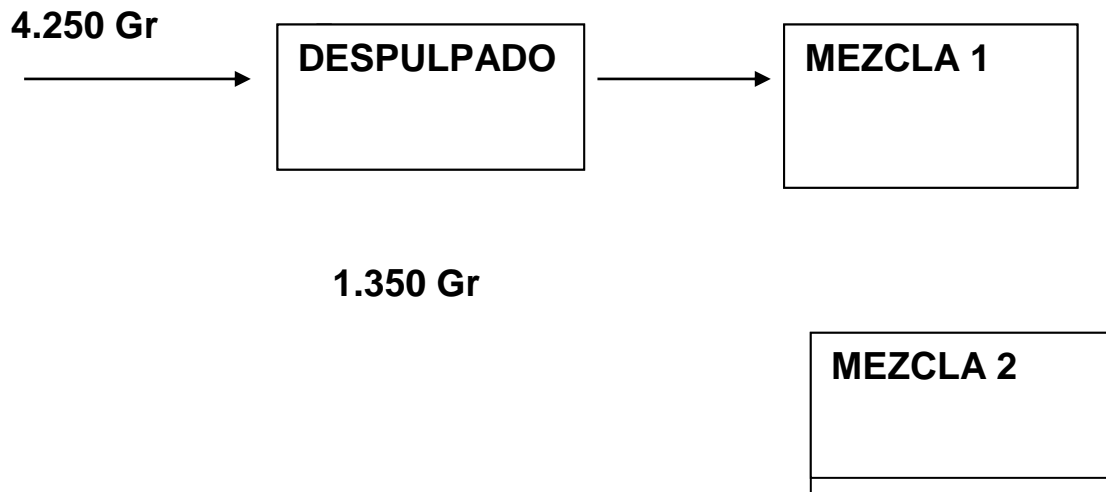 4.250 Gr
DESPULPADO
MEZCLA 1
1.350 Gr
MEZCLA 2